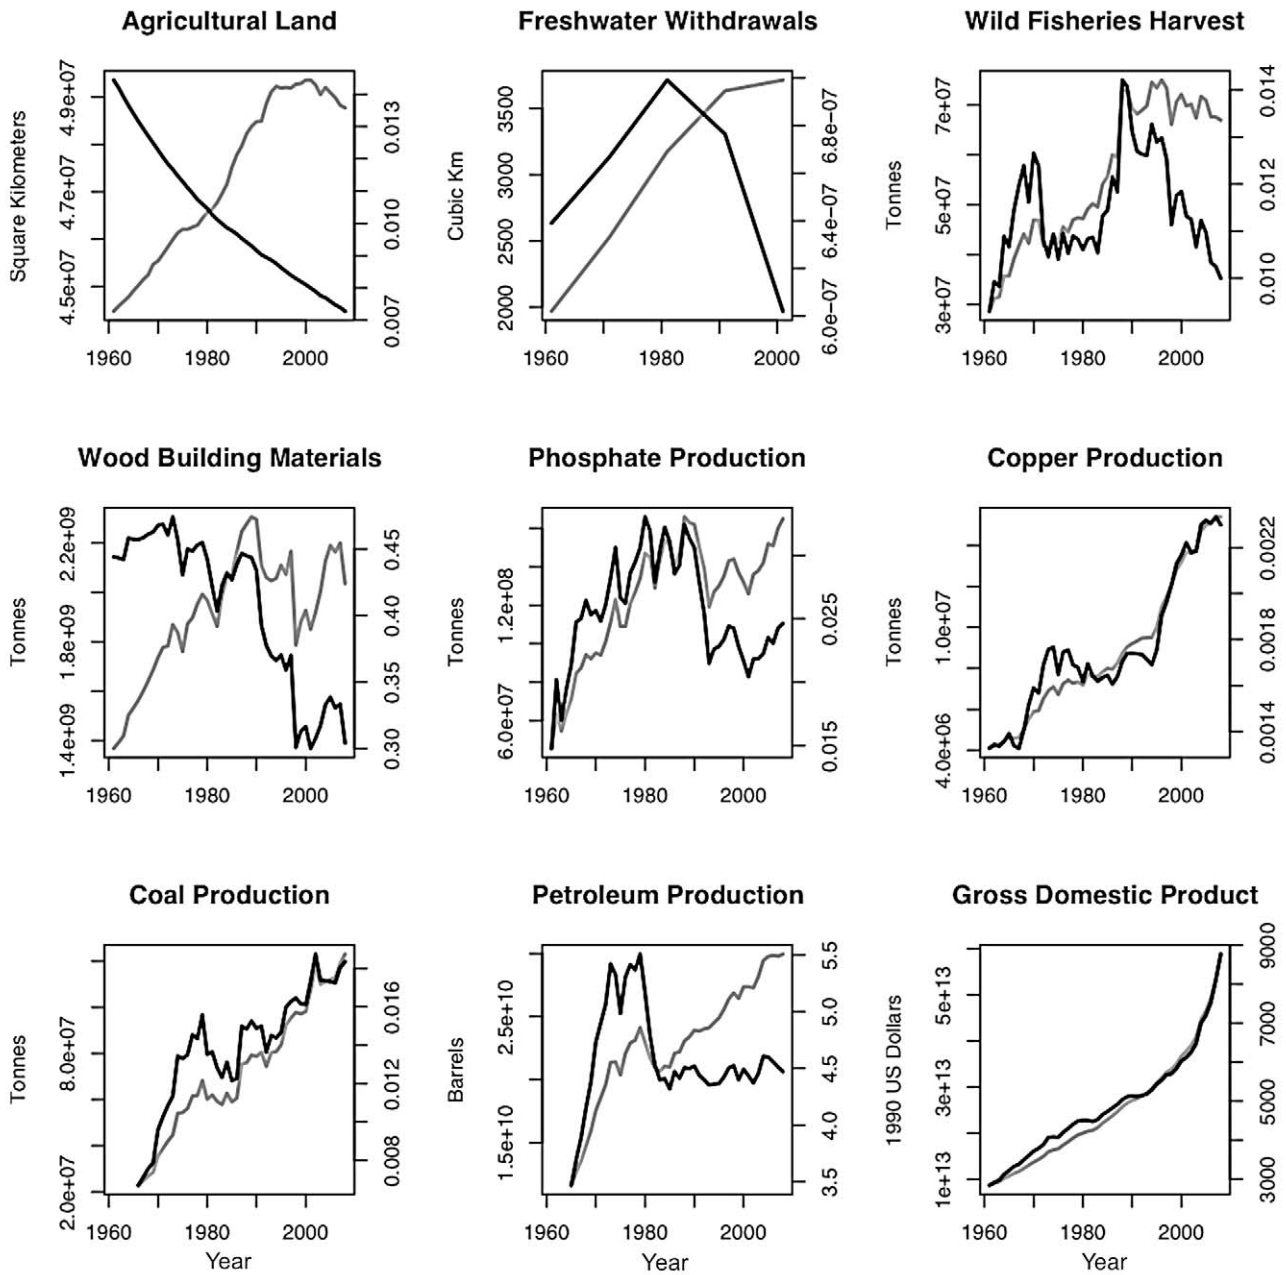 Agricultural Land
Freshwater Withdrawals
Wild Fisheries Harvest
Square Kilometers
4.5e+07 4.7e+07 4.9e+07
0.007 0.010 0.013
1960 1980 2000
Cubic Km
2000 2500 3000 3500
6.0e-07 6.4e-07 6.8e-07
1960 1980 2000
Tonnes
3e+07 5e+07 7e+07
0.010 0.012 0.014
1960 1980 2000
Wood Building Materials
Phosphate Production
Copper Production
Tonnes
1.4e+09 1.8e+09 2.2e+09
0.30 0.35 0.40 0.45
1960 1980 2000
Tonnes
6.0e+07 1.2e+08
0.015 0.025
1960 1980 2000
Tonnes
4.0e+06 1.0e+07
0.0014 0.0018 0.0022
1960 1980 2000
Coal Production
Petroleum Production
Gross Domestic Product
Tonnes
2.0e+07 8.0e+07
0.008 0.012 0.016
1960 1980 2000
Year
Barrels
1.5e+10 2.5e+10
3.5 4.0 4.5 5.0 5.5
1960 1980 2000
Year
1990 US Dollars
1e+13 3e+13 5e+13
3000 5000 7000 9000
1960 1980 2000
Year